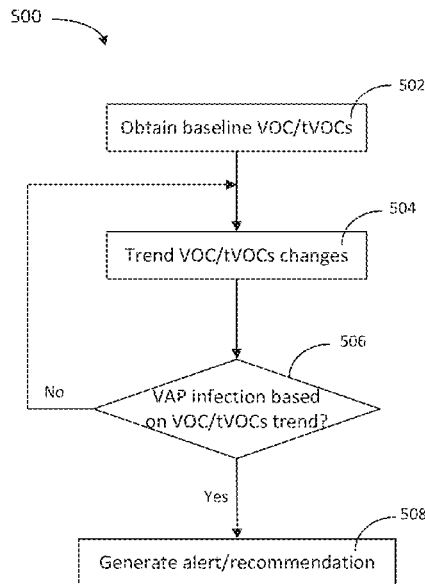 500
502
Obtain baseline VOC/tVOCs
504
Trend VOC/tVOCs changes
506
VAP infection based
on VOC/tVOCs trend?
No
Yes
508
Generate alert/recommendation